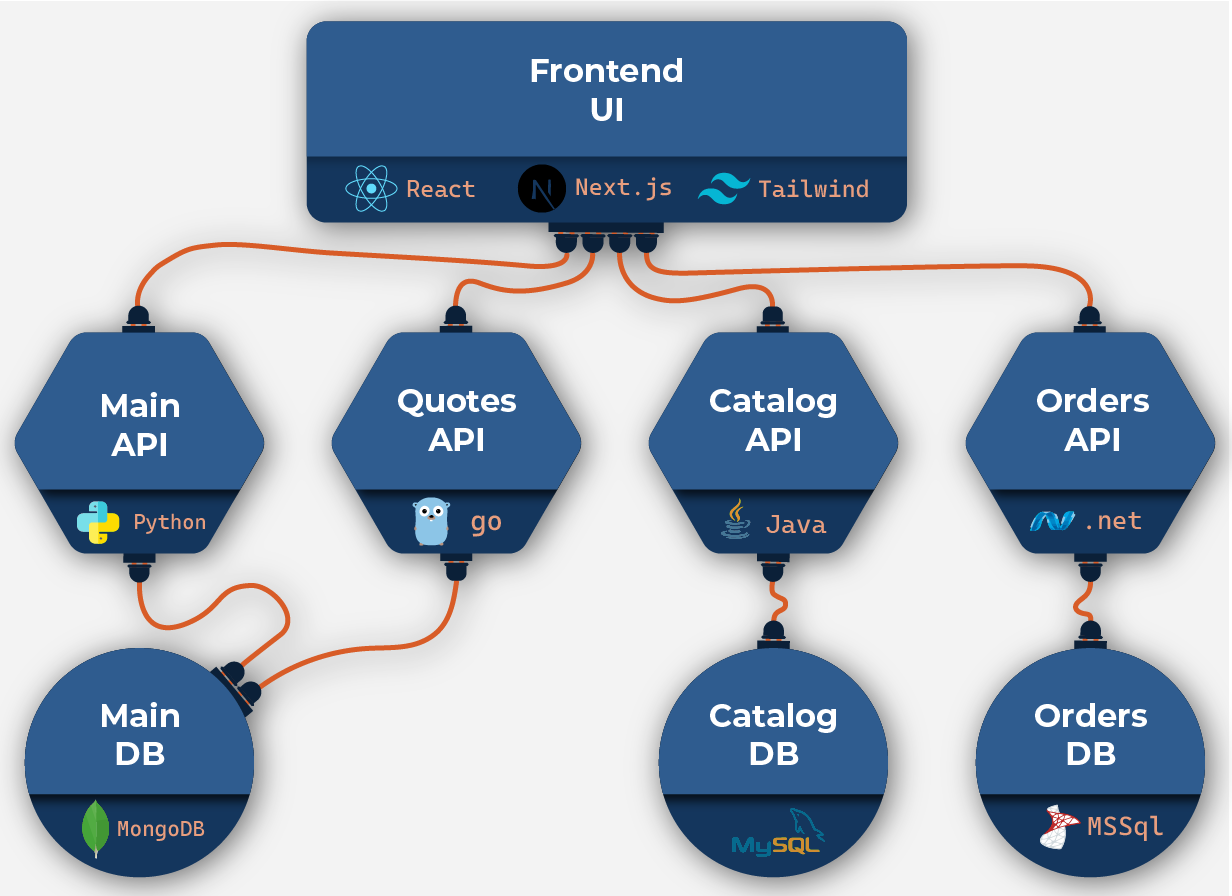 Frontend
UI
React
Next.js
Tailwind
Main
API
Python
Quotes
API
go
Catalog
API
Java
Orders
API
.net
Main
DB
MongoDB
Catalog
DB
MySQL
Orders
DB
MSSql